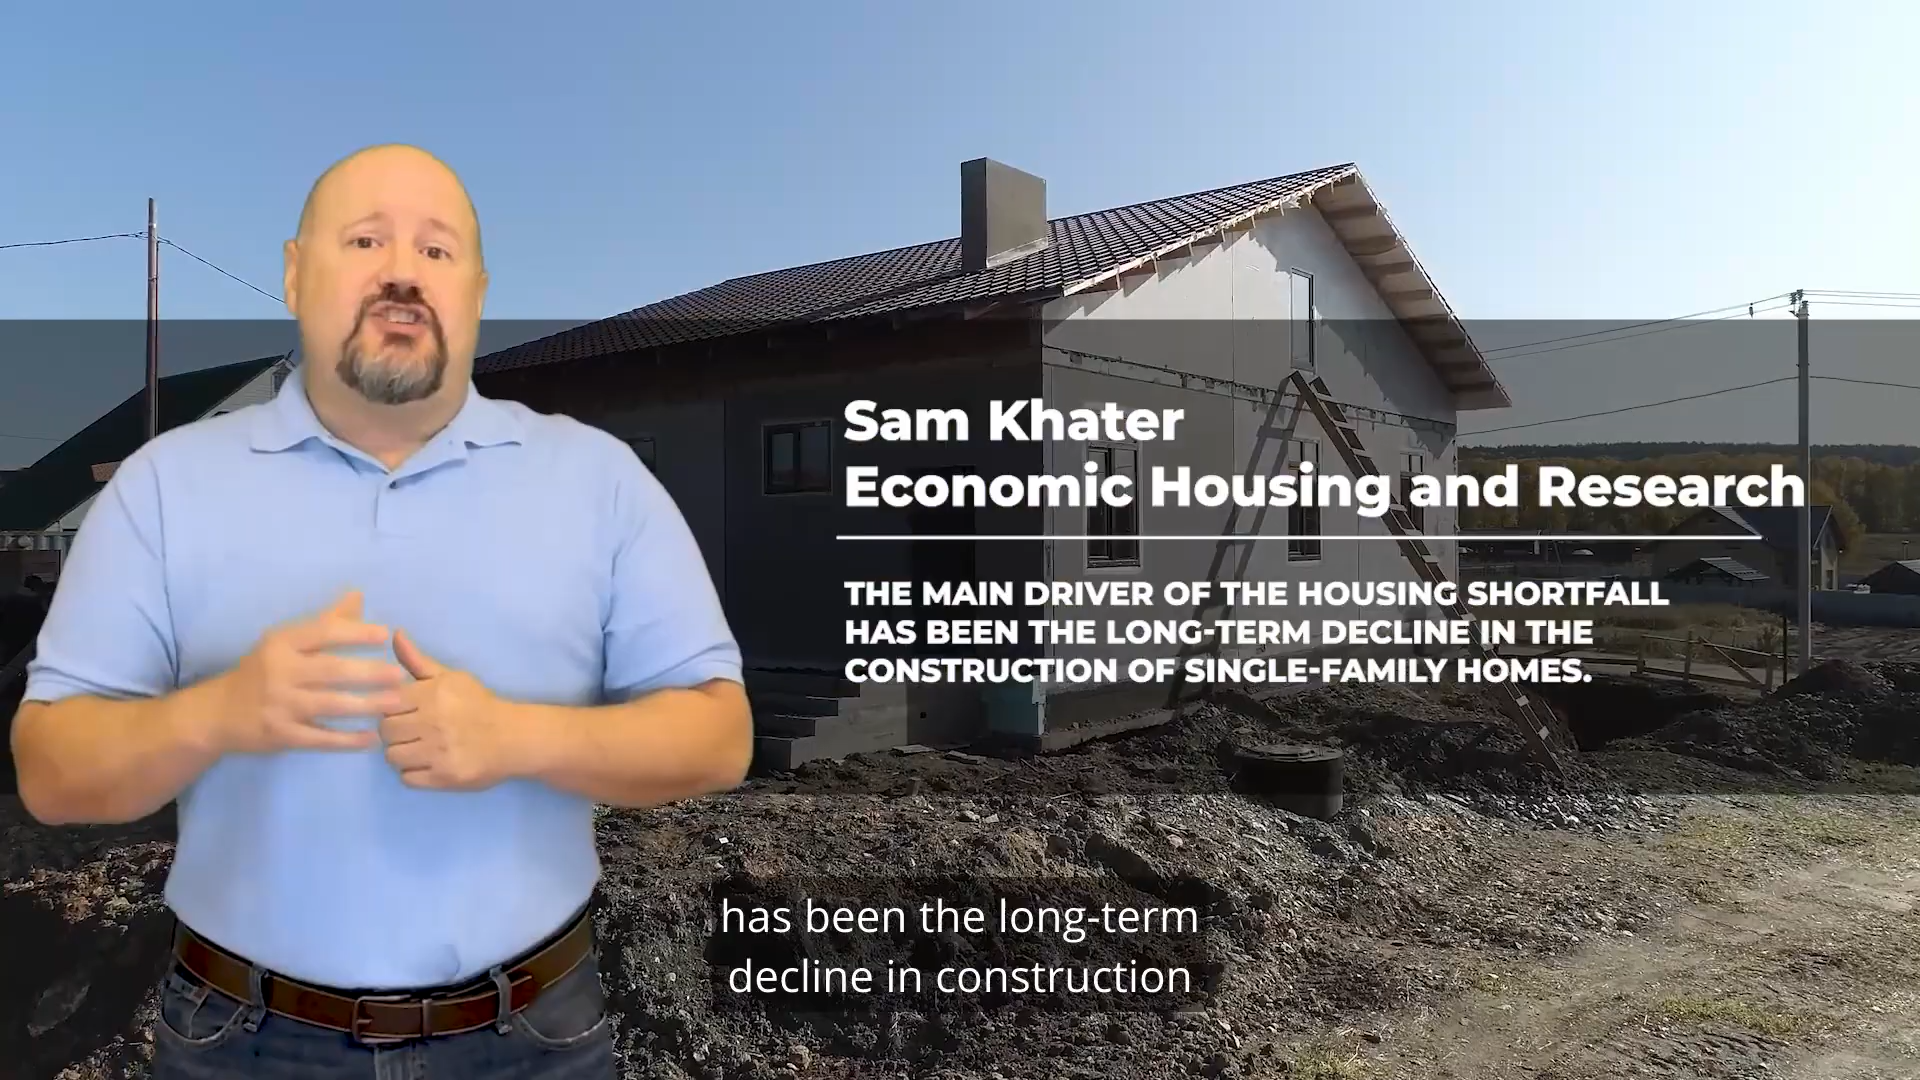 Sam Khater
Economic Housing and Research
THE MAIN DRIVER OF THE HOUSING SHORTFALL
HAS BEEN THE LONG-TERM DECLINE IN THE
CONSTRUCTION OF SINGLE-FAMILY HOMES.
has been the long-term
decline in construction